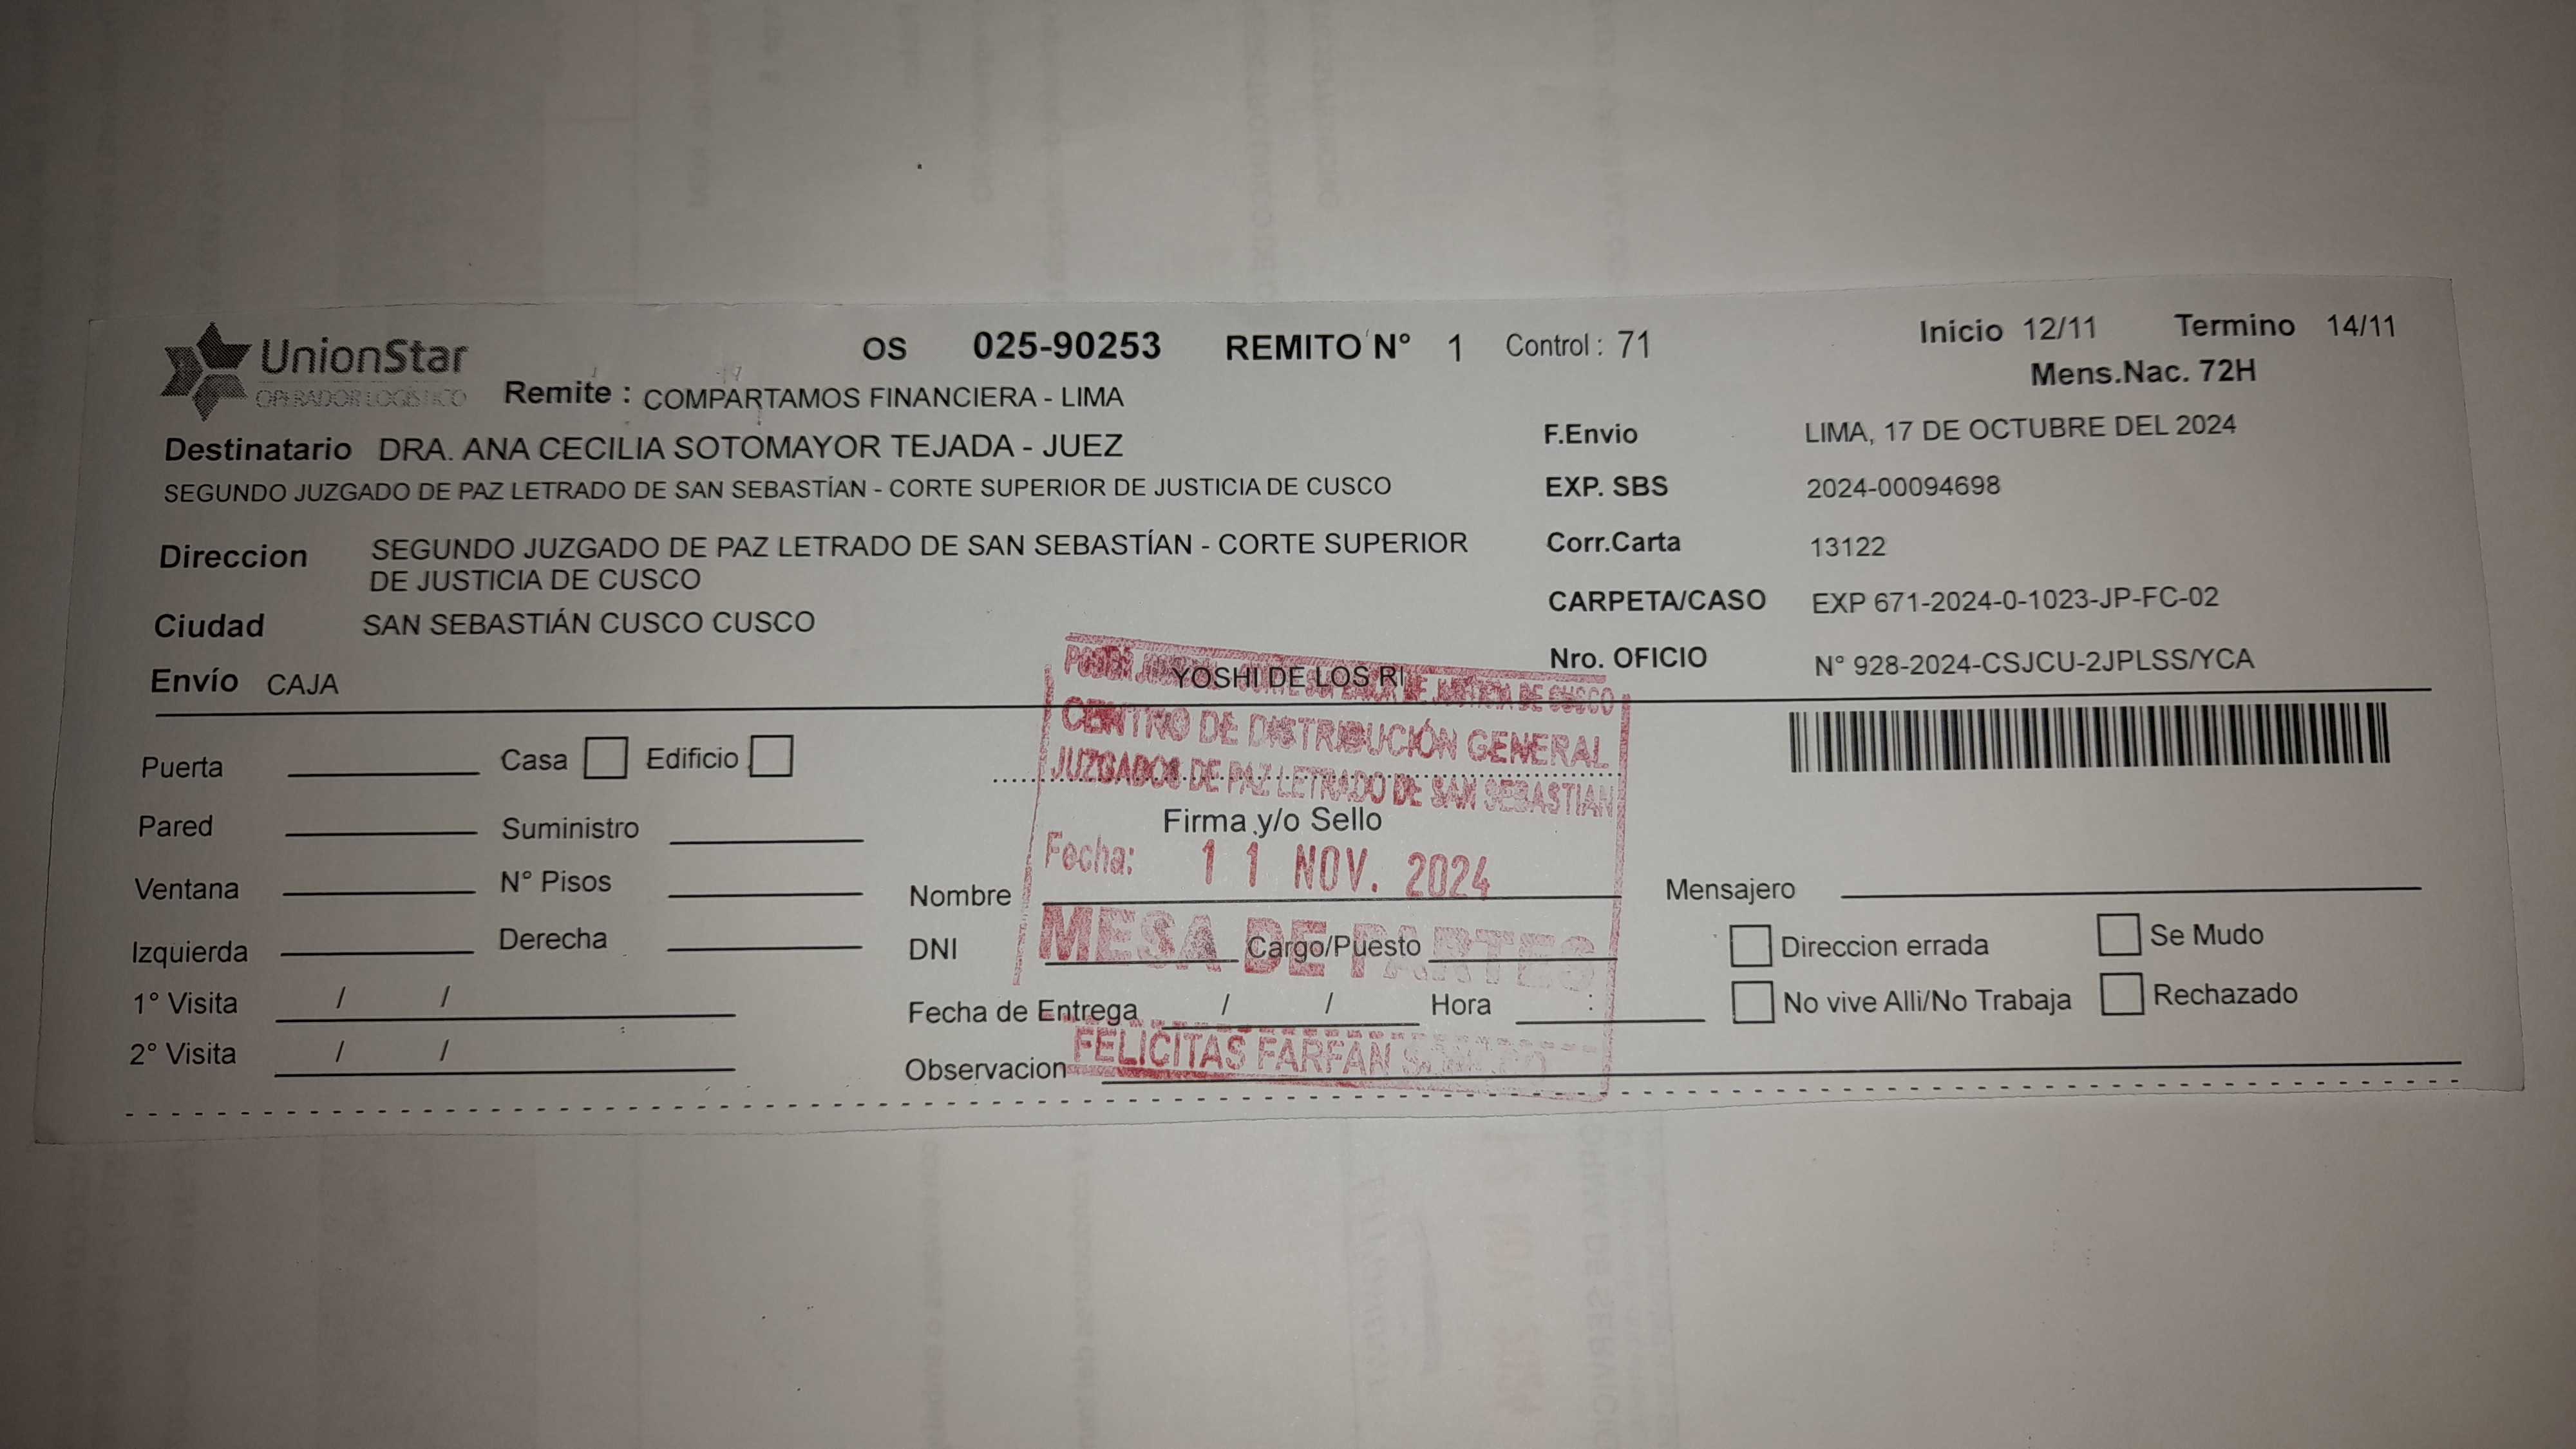 UnionStar
OPERADOR LOGÍSTICO
OS 025-90253 REMITO N° 1 Control : 71
Inicio 12/11 Termino 14/11
Mens.Nac. 72H
Remite : COMPARTAMOS FINANCIERA - LIMA
Destinatario DRA. ANA CECILIA SOTOMAYOR TEJADA - JUEZ
SEGUNDO JUZGADO DE PAZ LETRADO DE SAN SEBASTÍAN - CORTE SUPERIOR DE JUSTICIA DE CUSCO
Direccion SEGUNDO JUZGADO DE PAZ LETRADO DE SAN SEBASTÍAN - CORTE SUPERIOR
DE JUSTICIA DE CUSCO
Ciudad SAN SEBASTIÁN CUSCO CUSCO
Envío CAJA
YOSHI DE LOS RI
F.Envio LIMA, 17 DE OCTUBRE DEL 2024
EXP. SBS 2024-00094698
Corr.Carta 13122
CARPETA/CASO EXP 671-2024-0-1023-JP-FC-02
Nro. OFICIO N° 928-2024-CSJCU-2JPLSS/YCA
Puerta Casa Edificio
Pared Suministro
Ventana N° Pisos
Izquierda Derecha
1° Visita / /
2° Visita / /
PODER JUDICIAL CORTE SUPERIOR DE JUSTICIA DE CUSCO
CENTRO DE DISTRIBUCIÓN GENERAL
JUZGADOS DE PAZ LETRADO DE SAN SEBASTIAN
Fecha: 11 NOV. 2024
MESA DE PARTES
FELICITAS FARFAN
Firma y/o Sello
Nombre
DNI Cargo/Puesto
Fecha de Entrega / / Hora :
Observacion
Mensajero
Direccion errada Se Mudo
No vive Alli/No Trabaja Rechazado